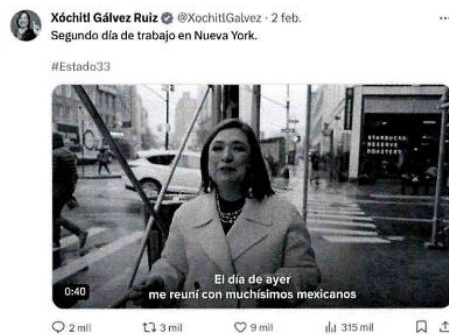 Xóchitl Gálvez Ruiz @XochitlGalvez · 2 feb.
Segundo día de trabajo en Nueva York.
#Estado33
STARBUCKS
RESERVE
ROASTERY
El día de ayer
me reuní con muchísimos mexicanos
0:40
2 mil 3 mil 9 mil 315 mil